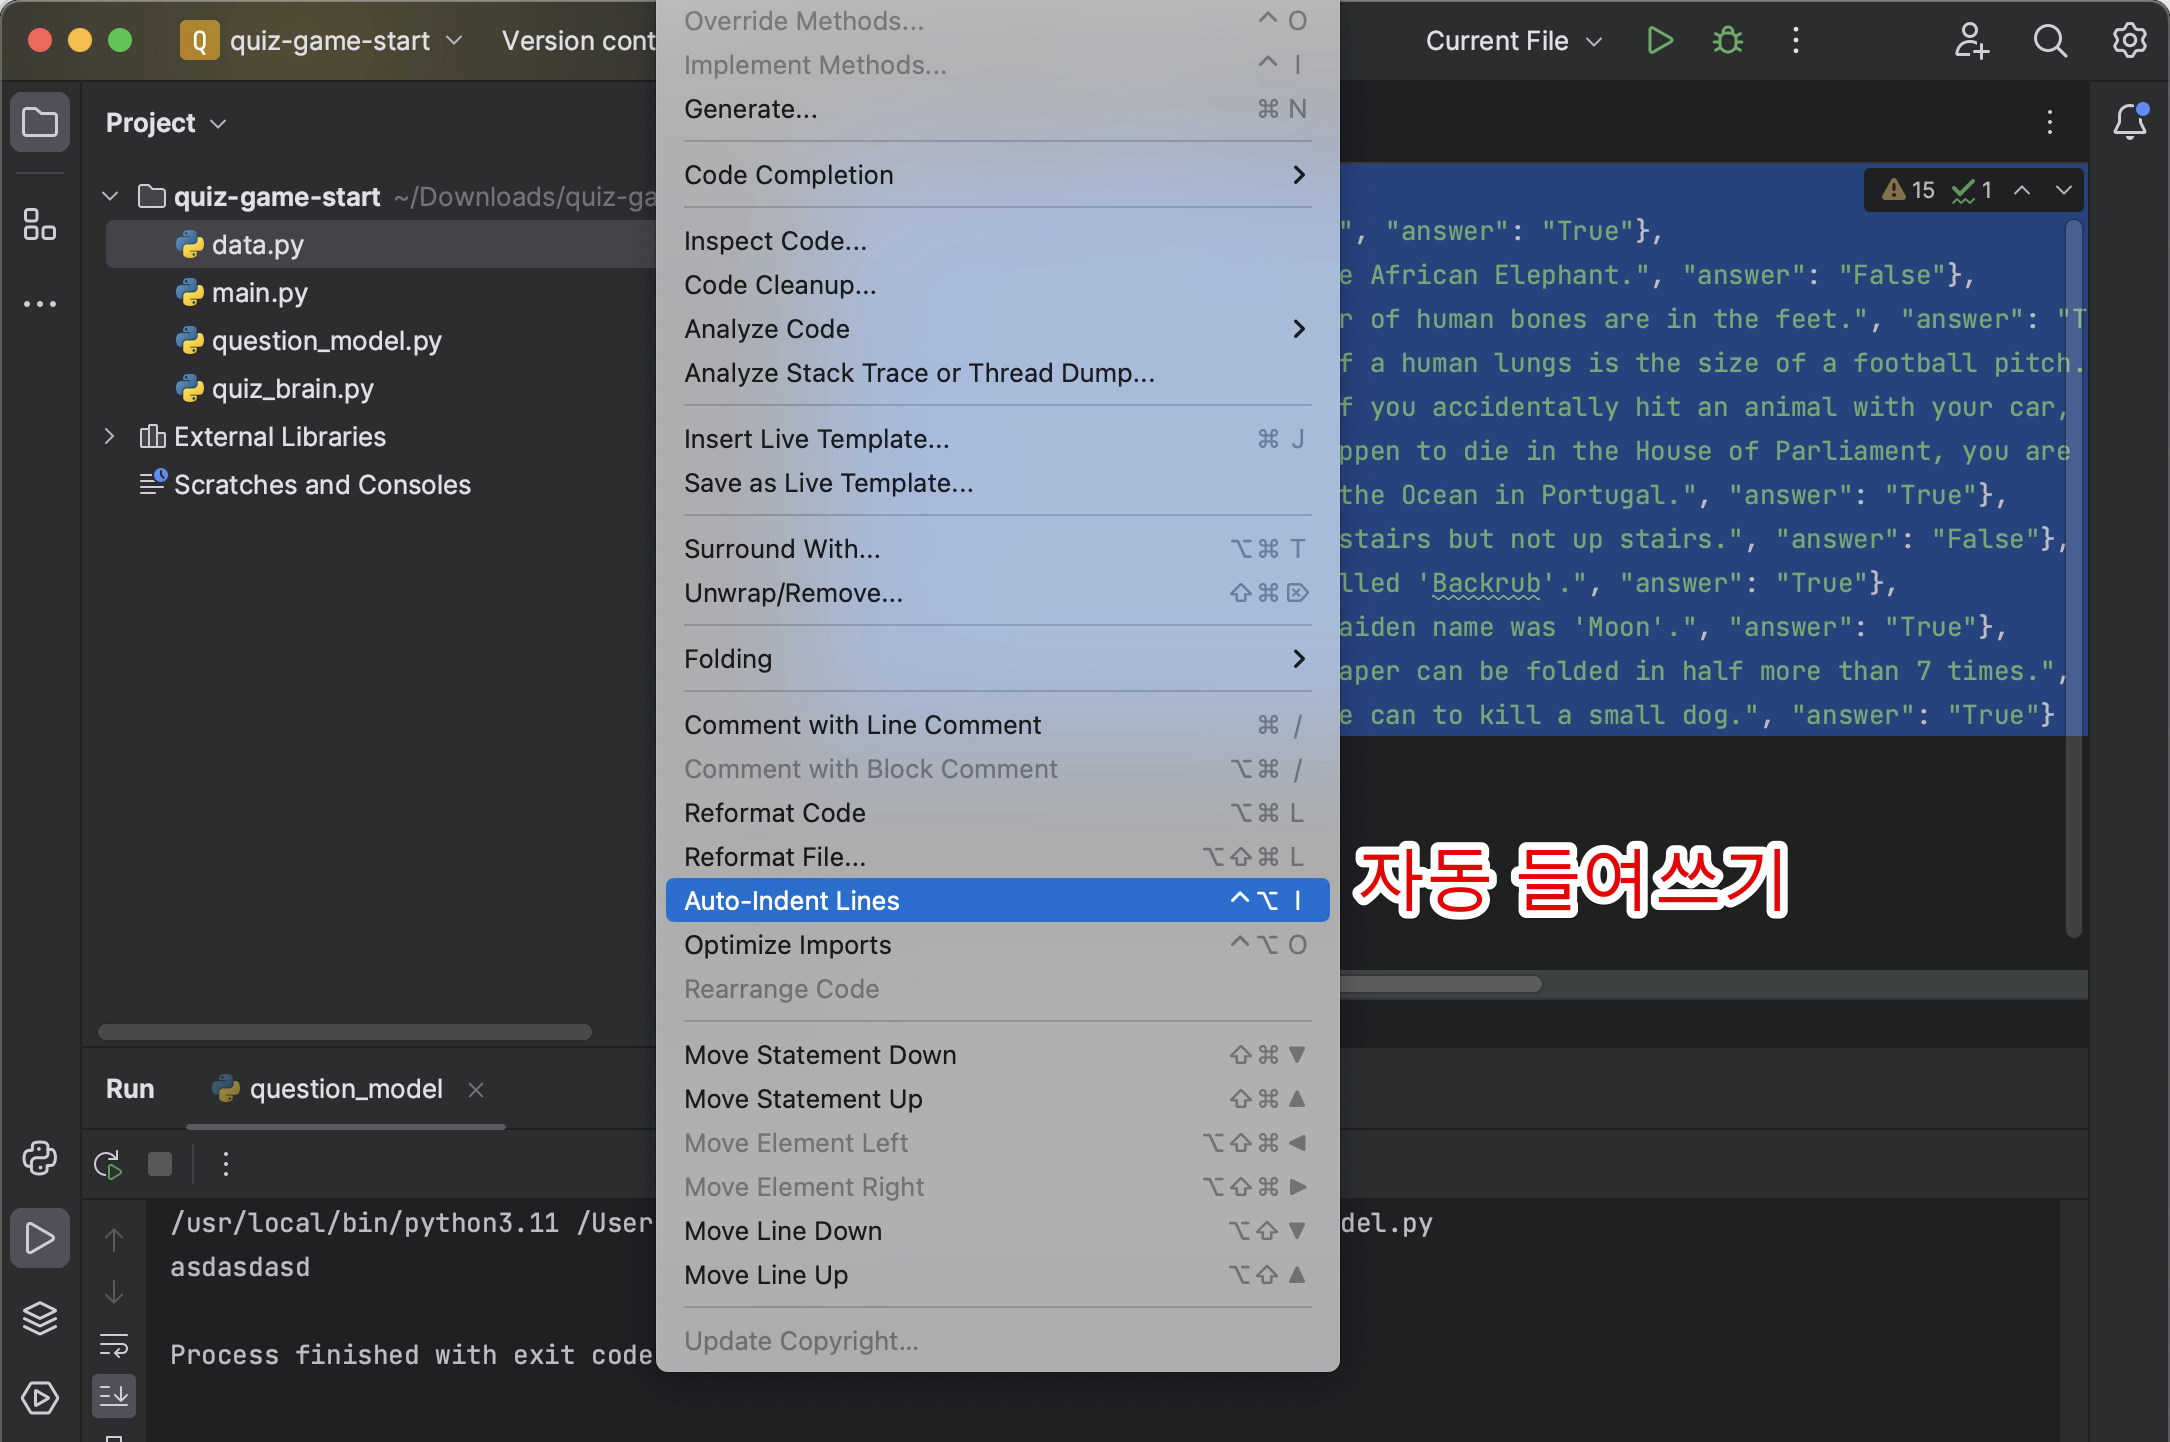 Q quiz-game-start Version cont
Current File
Project
quiz-game-start ~/Downloads/quiz-ga
data.py
main.py
question_model.py
quiz_brain.py
External Libraries
Scratches and Consoles
Override Methods... ^ O
Implement Methods... ^ I
Generate... ⌘ N
Code Completion
Inspect Code...
Code Cleanup...
Analyze Code
Analyze Stack Trace or Thread Dump...
Insert Live Template... ⌘ J
Save as Live Template...
Surround With... ⌥⌘ T
Unwrap/Remove... ⇧⌘⌦
Folding
Comment with Line Comment ⌘ /
Comment with Block Comment ⌥⌘ /
Reformat Code ⌥⌘ L
Reformat File... ⌥⇧⌘ L
Auto-Indent Lines ^⌥ I
Optimize Imports ^⌥ O
Rearrange Code
Move Statement Down ⇧⌘▼
Move Statement Up ⇧⌘▲
Move Element Left ⌥⇧⌘◀
Move Element Right ⌥⇧⌘▶
Move Line Down ⌥⇧▼
Move Line Up ⌥⇧▲
Update Copyright...
15 1
", "answer": "True"},
e African Elephant.", "answer": "False"},
r of human bones are in the feet.", "answer": "T
f a human lungs is the size of a football pitch.
f you accidentally hit an animal with your car,
ppen to die in the House of Parliament, you are
the Ocean in Portugal.", "answer": "True"},
stairs but not up stairs.", "answer": "False"},
lled 'Backrub'.", "answer": "True"},
aiden name was 'Moon'.", "answer": "True"},
aper can be folded in half more than 7 times.",
e can to kill a small dog.", "answer": "True"}
자동 들여쓰기
Run question_model
/usr/local/bin/python3.11 /User
del.py
asdasdasd
Process finished with exit code